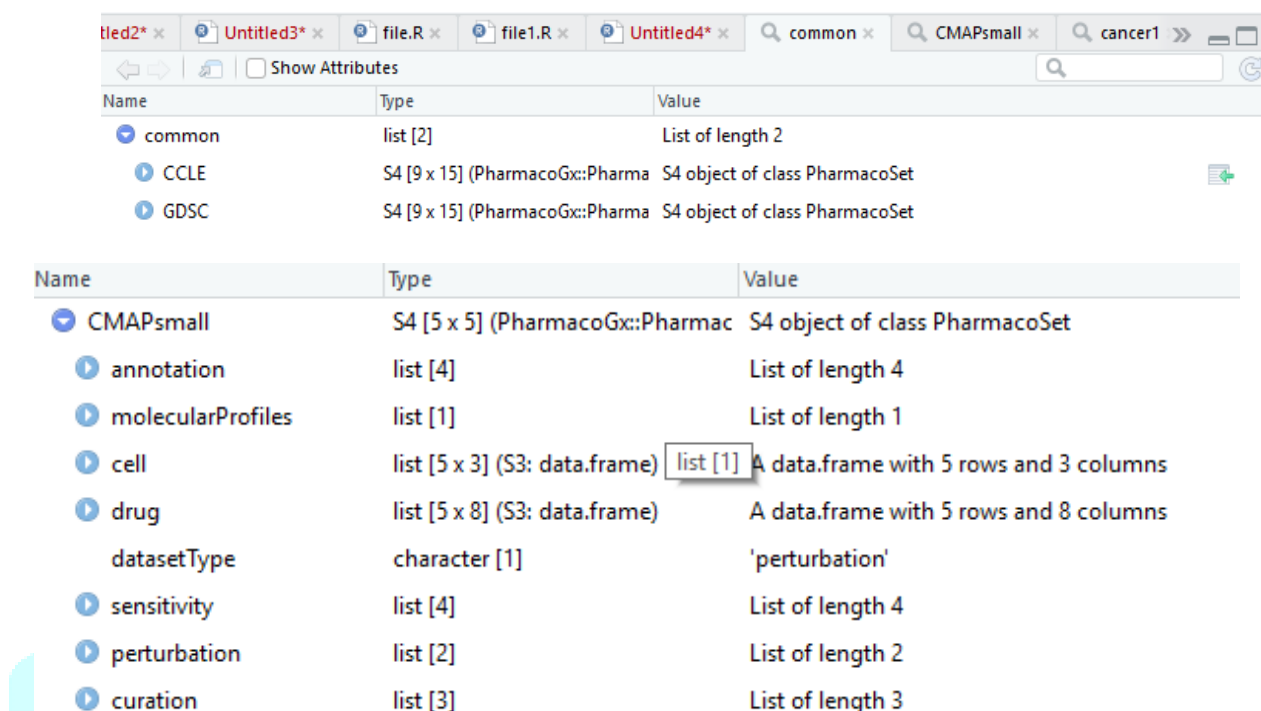 tled2* × Untitled3* × file.R × file1.R × Untitled4* × common × CMAPsmall × cancer1
Show Attributes
Name Type Value
common list [2] List of length 2
CCLE S4 [9 x 15] (PharmacoGx::Pharma S4 object of class PharmacoSet
GDSC S4 [9 x 15] (PharmacoGx::Pharma S4 object of class PharmacoSet
Name Type Value
CMAPsmall S4 [5 x 5] (PharmacoGx::Pharmac S4 object of class PharmacoSet
annotation list [4] List of length 4
molecularProfiles list [1] List of length 1
cell list [5 x 3] (S3: data.frame) list [1] A data.frame with 5 rows and 3 columns
drug list [5 x 8] (S3: data.frame) A data.frame with 5 rows and 8 columns
datasetType character [1] 'perturbation'
sensitivity list [4] List of length 4
perturbation list [2] List of length 2
curation list [3] List of length 3